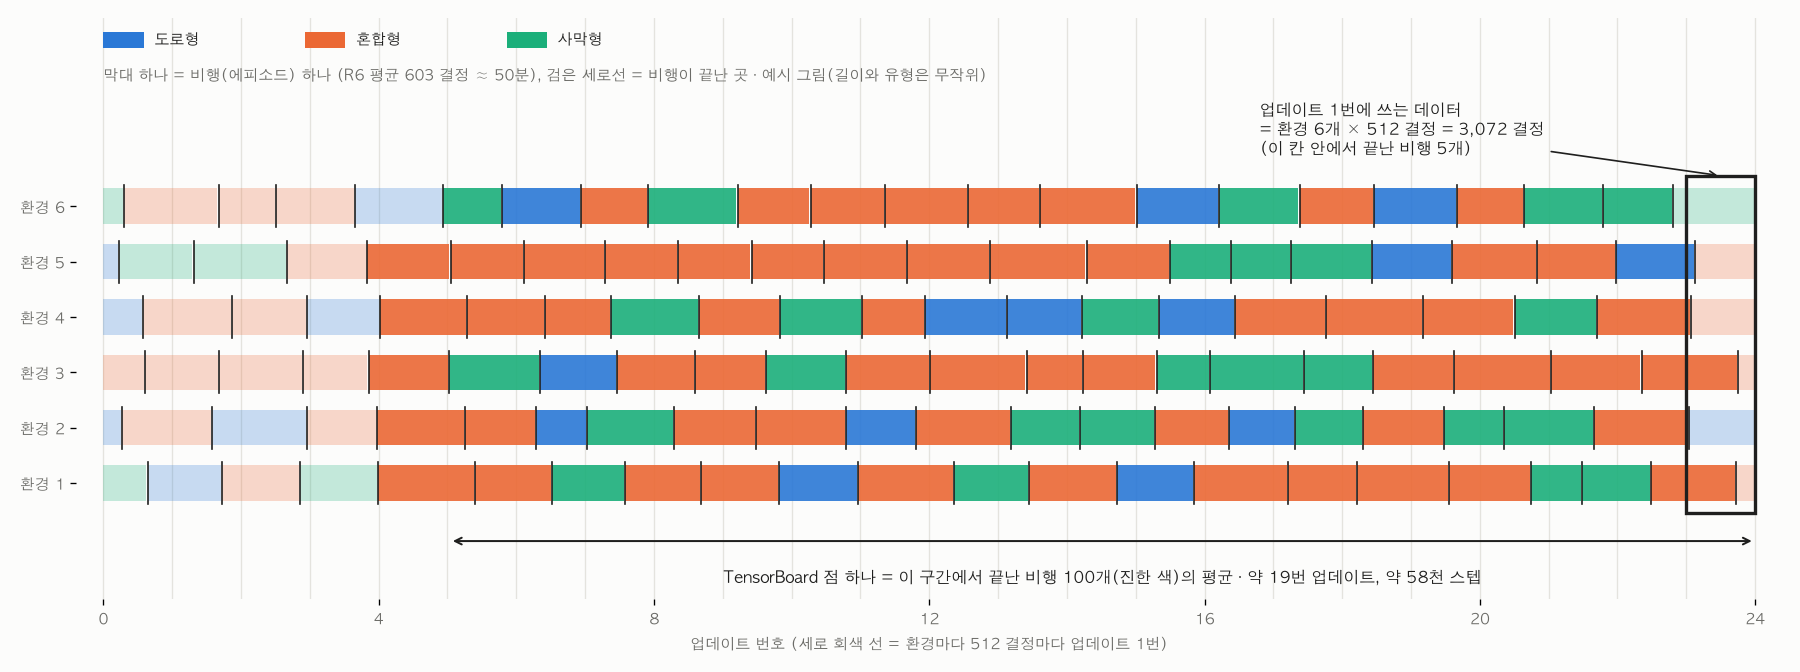 도로형
혼합형
사막형
막대 하나 = 비행(에피소드) 하나 (R6 평균 603 결정 ≈ 50분), 검은 세로선 = 비행이 끝난 곳 · 예시 그림(길이와 유형은 무작위)
업데이트 1번에 쓰는 데이터
= 환경 6개 × 512 결정 = 3,072 결정
(이 칸 안에서 끝난 비행 5개)
환경 6
환경 5
환경 4
환경 3
환경 2
환경 1
TensorBoard 점 하나 = 이 구간에서 끝난 비행 100개(진한 색)의 평균 · 약 19번 업데이트, 약 58천 스텝
0 4 8 12 16 20 24
업데이트 번호 (세로 회색 선 = 환경마다 512 결정마다 업데이트 1번)